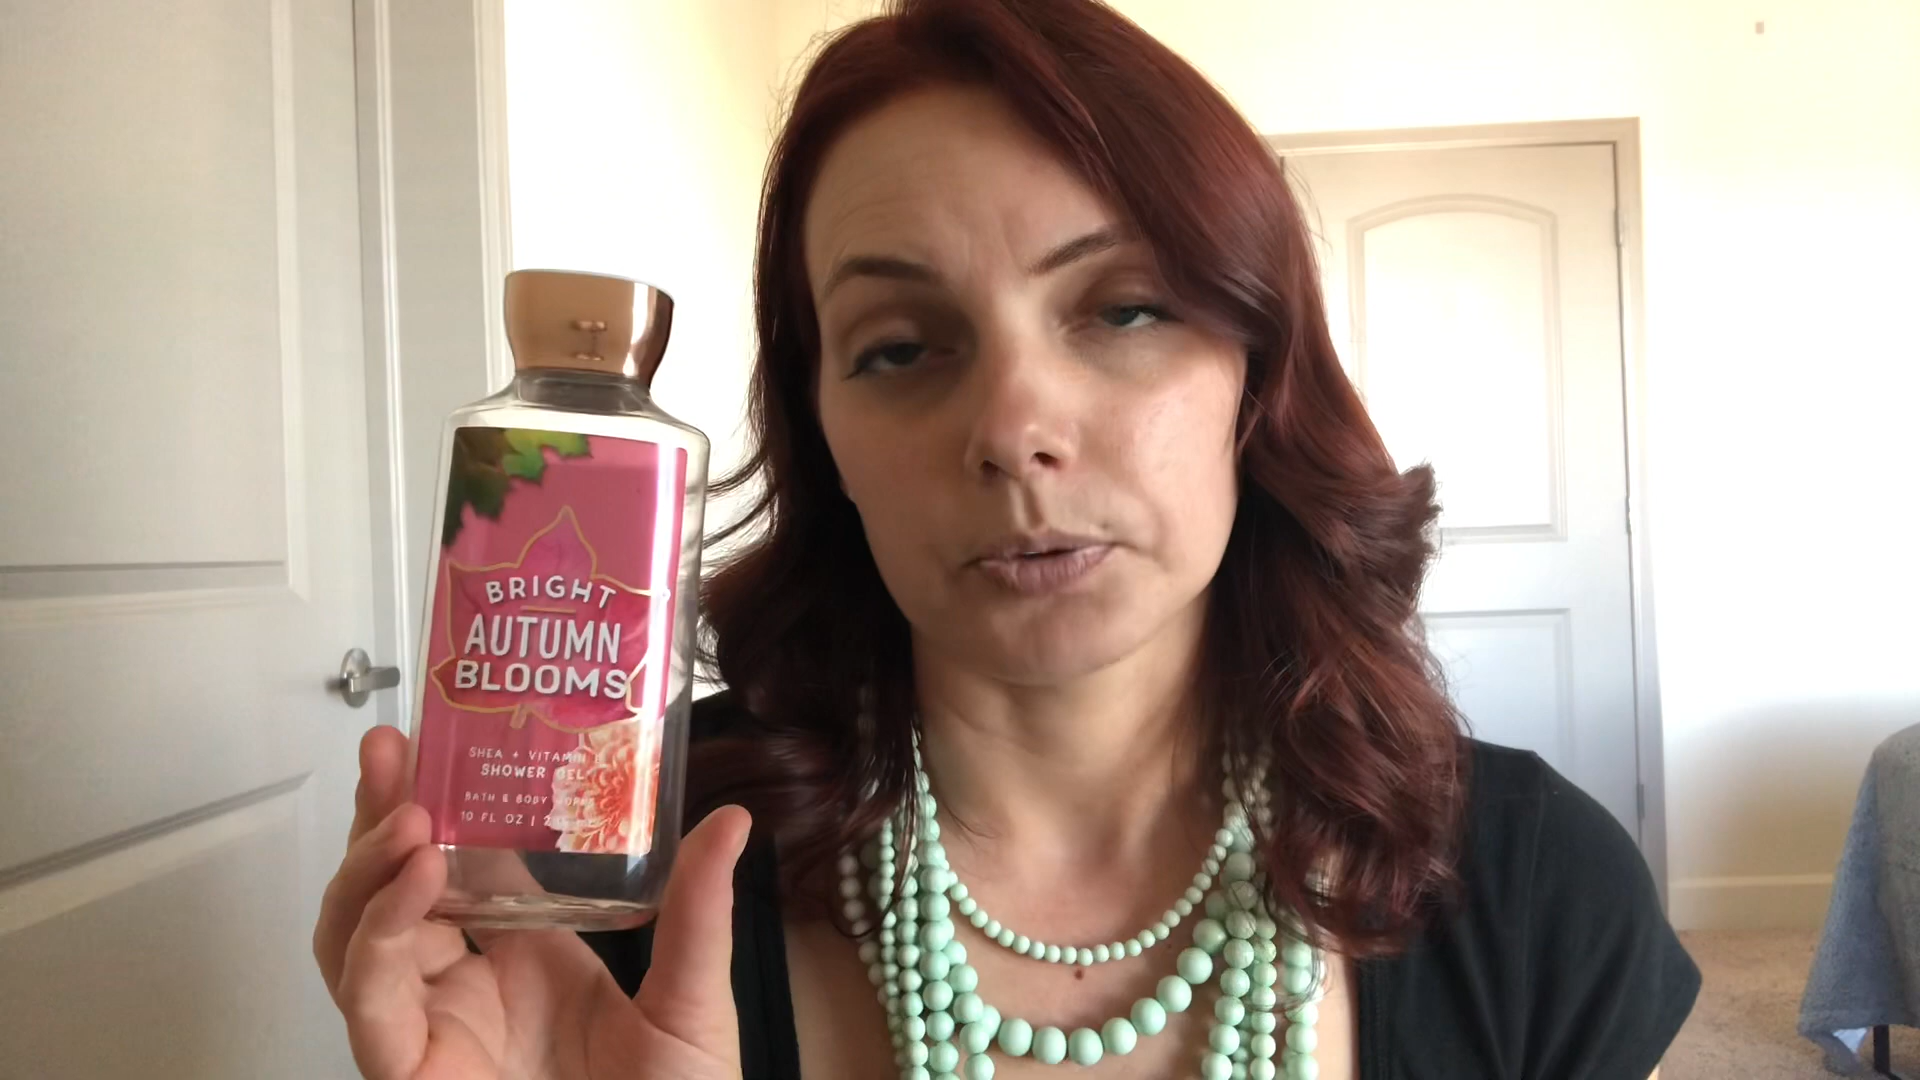 BRIGHT
AUTUMN
BLOOMS
SHEA + VITAMIN E
SHOWER GEL
BATH & BODY WORKS
10 FL OZ |